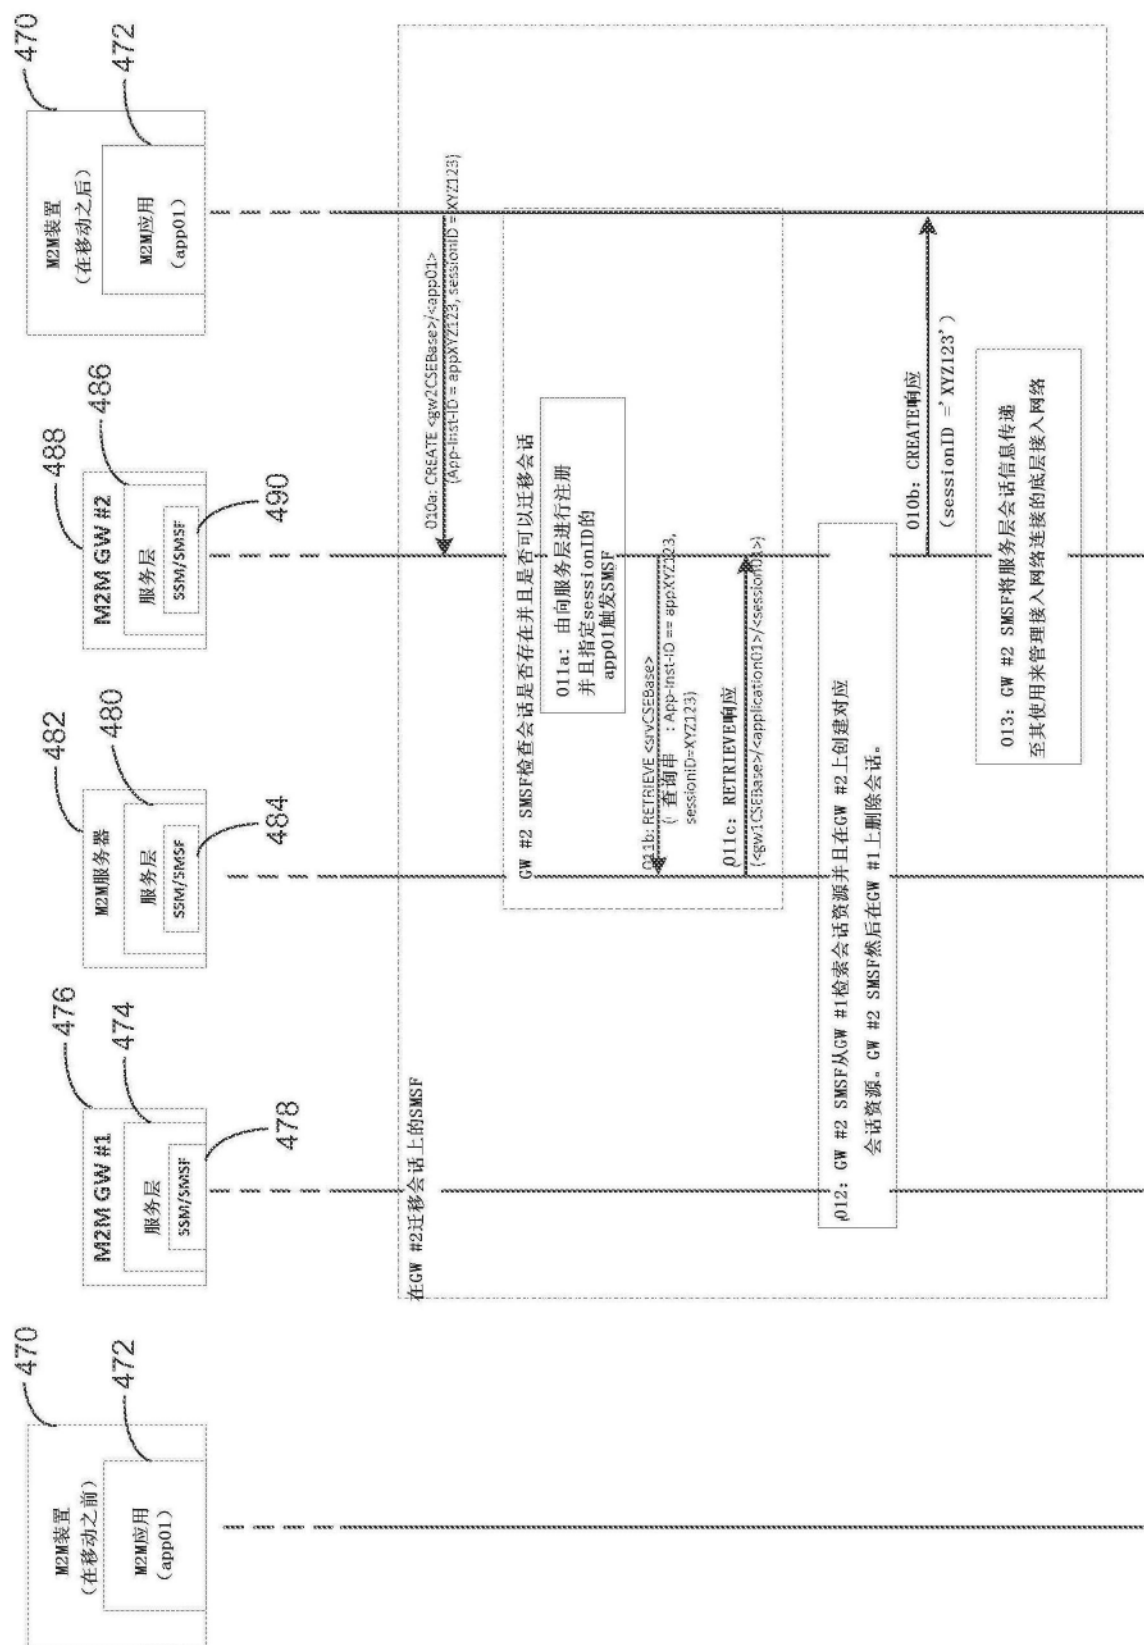 470
M2M装置
(在移动之前)
472
M2M应用
(app01)
476
M2M GW #1
474
服务层
SSM/SMSF
478
482
M2M服务器
480
服务层
SSM/SMSF
484
488
M2M GW #2
486
服务层
SSM/SMSF
490
470
M2M装置
(在移动之后)
472
M2M应用
(app01)
在GW #2迁移会话上的SMSF
010a: CREATE <gw2CSEBase>/<app01>
(App-Inst-ID = appXYZ123, sessionID = XYZ123)
GW #2 SMSF检查会话是否存在并且是否可以迁移会话
011a: 由向服务层进行注册
并且指定sessionID的
app01触发SMSF
011b: RETRIEVE <srvCSEBase>
( 查询串 : App-Inst-ID == appXYZ123,
sessionID=XYZ123)
011c: RETRIEVE响应
(<gw1CSEBase>/<application01>/<session01>)
012: GW #2 SMSF从GW #1检索会话资源并且在GW #2上创建对应
会话资源。GW #2 SMSF然后在GW #1上删除会话。
010b: CREATE响应
(sessionID ='XYZ123')
013: GW #2 SMSF将服务层会话信息传递
至其使用来管理接入网络连接的底层接入网络